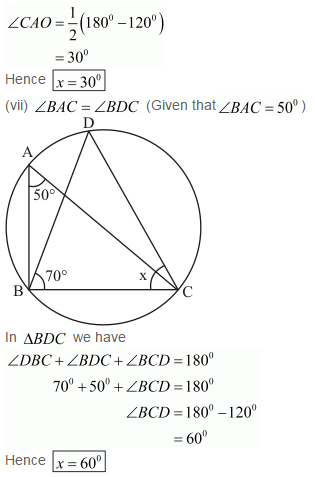 ∠CAO = 1/2 (180⁰ − 120⁰)
= 30⁰
Hence x = 30⁰
(vii) ∠BAC = ∠BDC (Given that ∠BAC = 50⁰)
D
A
50°
70°
x
B
C
In ΔBDC we have
∠DBC + ∠BDC + ∠BCD = 180⁰
70⁰ + 50⁰ + ∠BCD = 180⁰
∠BCD = 180⁰ − 120⁰
= 60⁰
Hence x = 60⁰